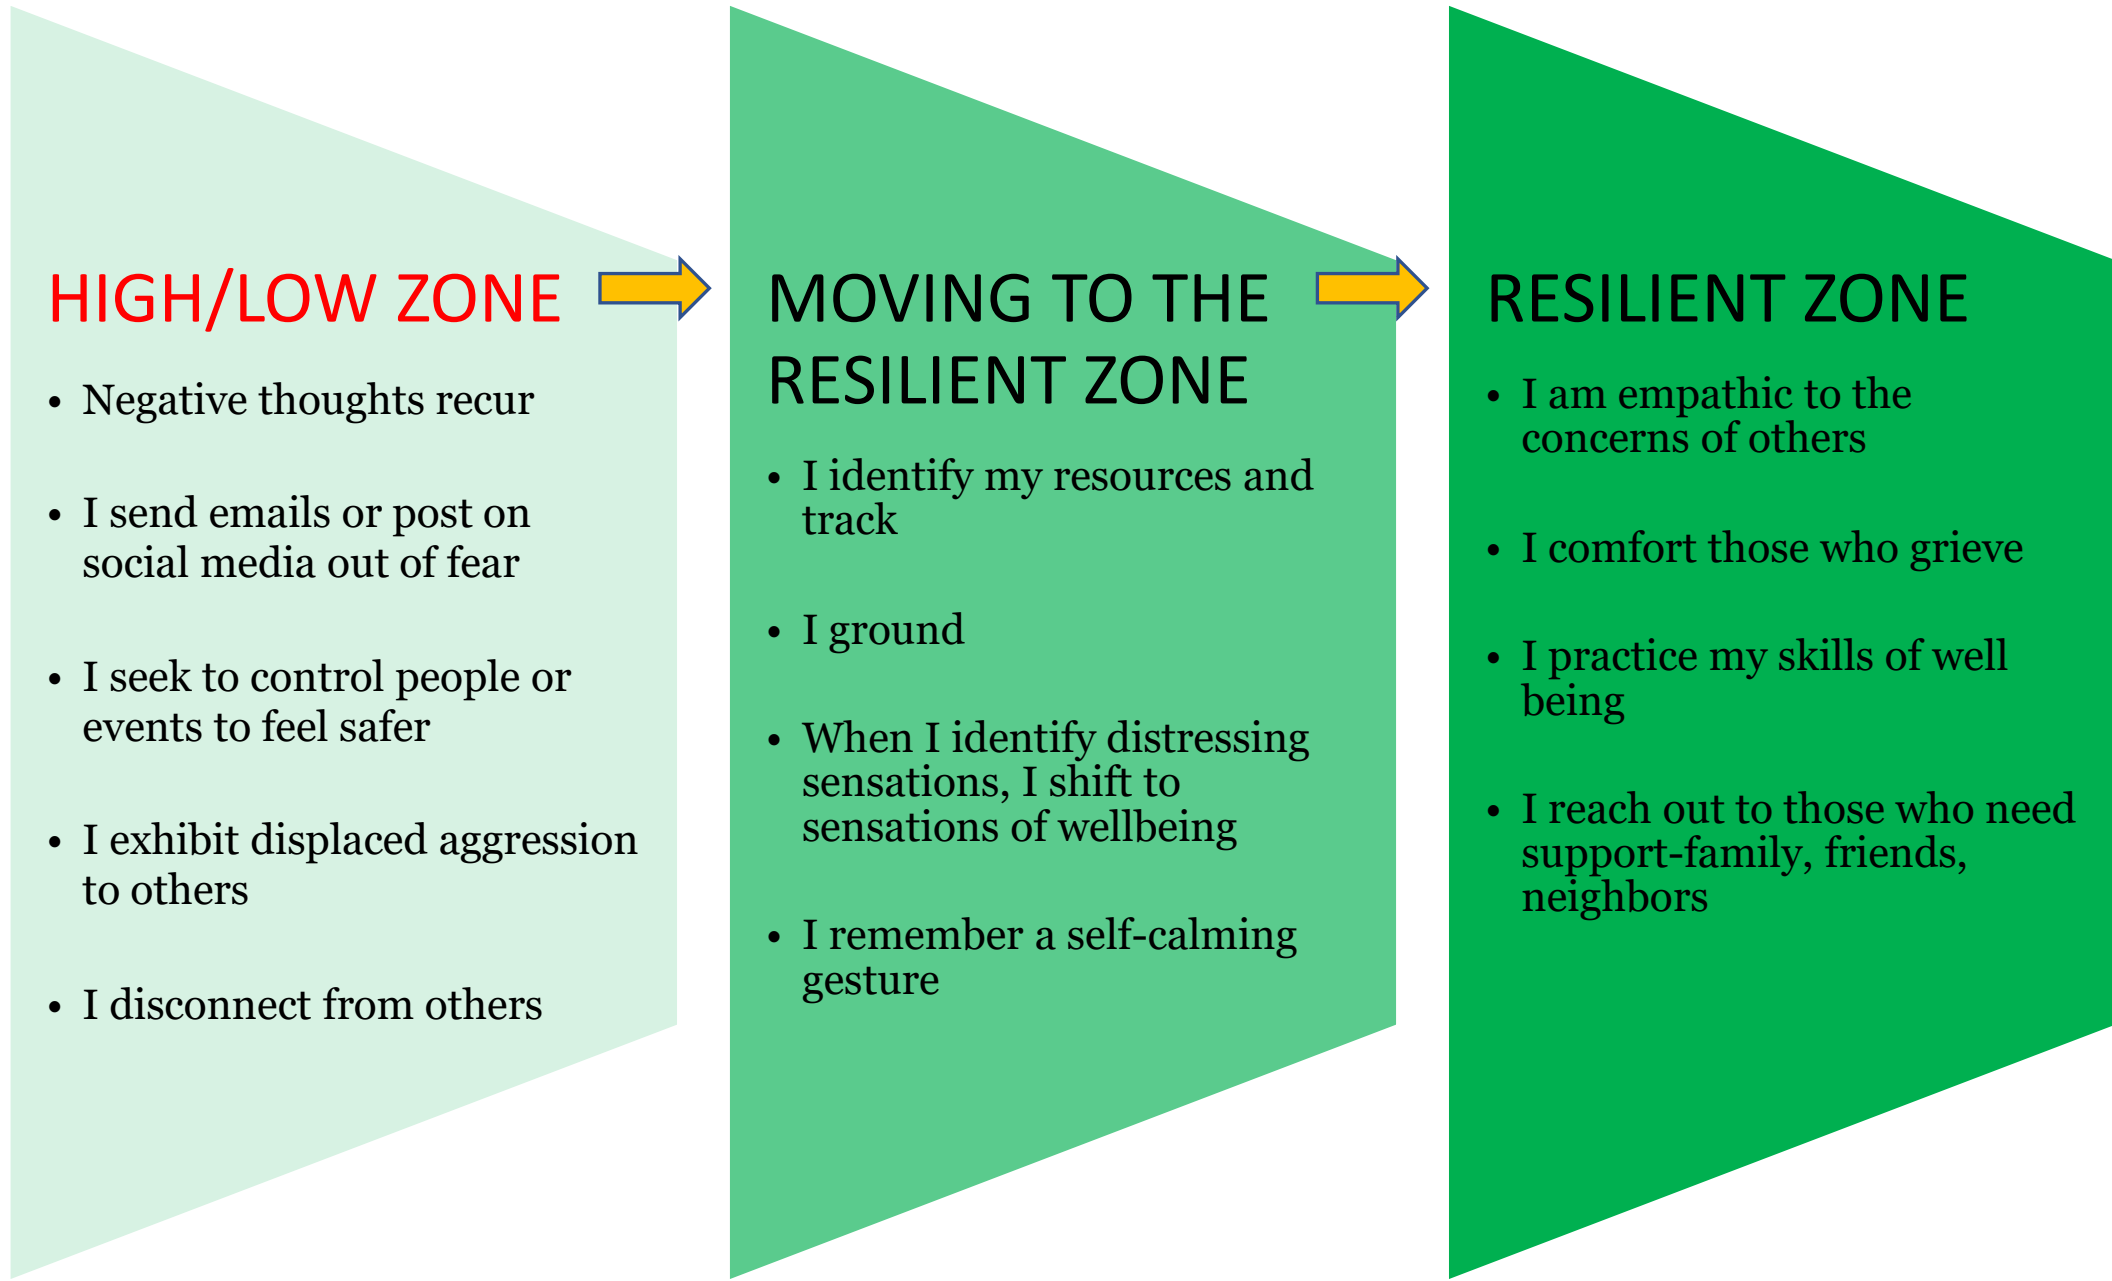 HIGH/LOW ZONE
• Negative thoughts recur
• I send emails or post on
social media out of fear
• I seek to control people or
events to feel safer
• I exhibit displaced aggression
to others
• I disconnect from others
MOVING TO THE
RESILIENT ZONE
• I identify my resources and
track
• I ground
• When I identify distressing
sensations, I shift to
sensations of wellbeing
• I remember a self-calming
gesture
RESILIENT ZONE
• I am empathic to the
concerns of others
• I comfort those who grieve
• I practice my skills of well
being
• I reach out to those who need
support-family, friends,
neighbors